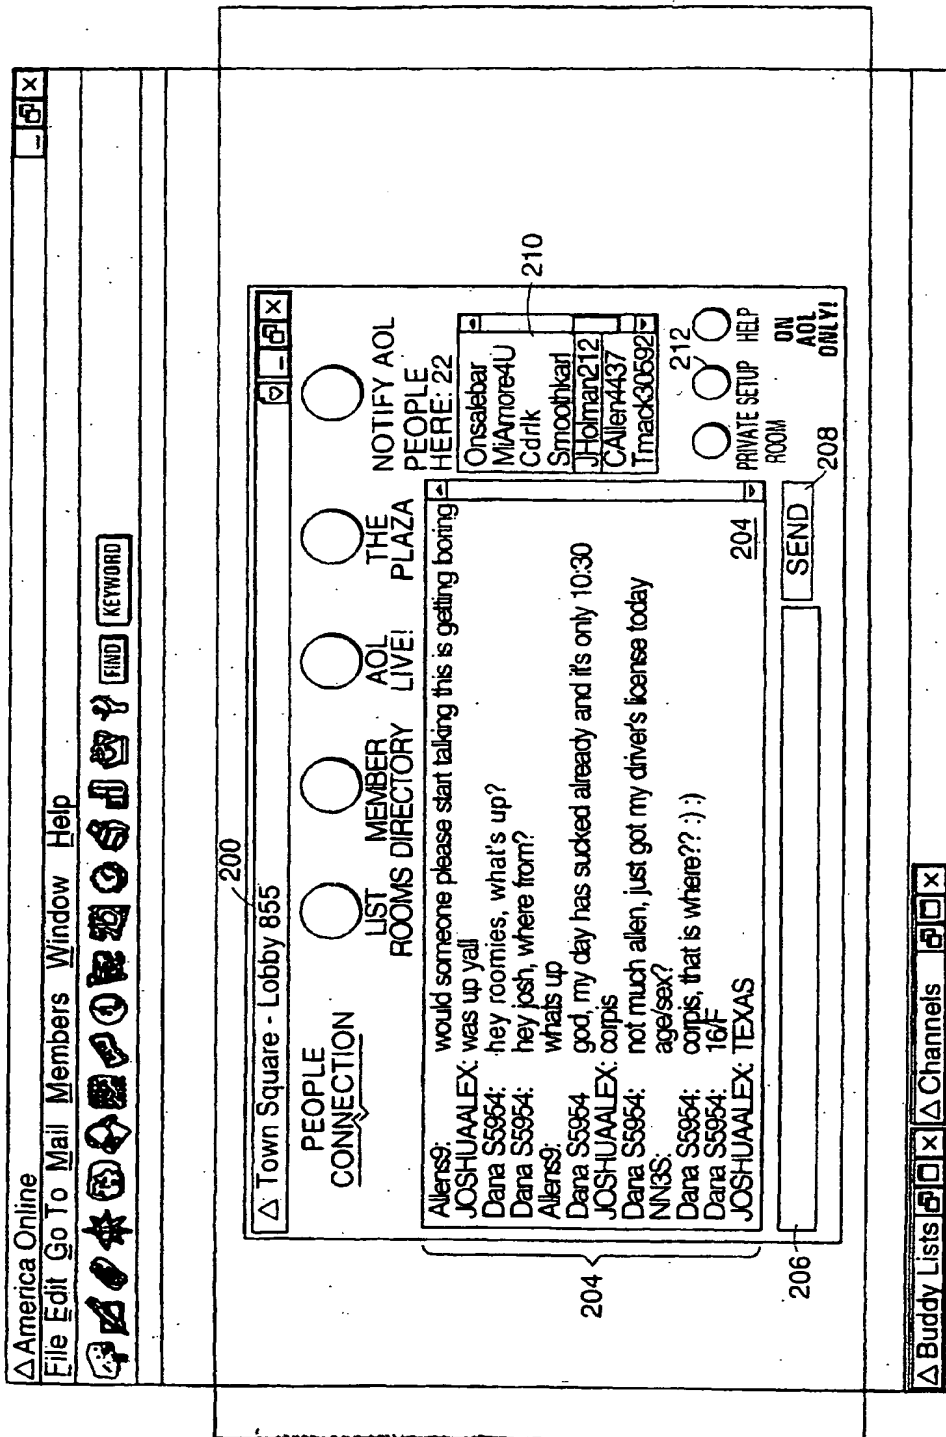 America Online
File Edit Go To Mail Members Window Help
FIND KEYWORD
200
Town Square - Lobby 855
PEOPLE
CONNECTION
LIST
ROOMS
MEMBER
DIRECTORY
AOL
LIVE!
THE
PLAZA
NOTIFY AOL
PEOPLE
HERE: 22
Allens9: would someone please start talking this is getting boring
JOSHUAALEX: was up yall
Dana S5954: hey roomies, what's up?
Dana S5954: hey josh, where from?
Allens9: whats up
Dana S5954 god, my day has sucked already and it's only 10:30
JOSHUAALEX: corpis
Dana S5954: not much allen, just got my driver's license today
NN3S: age/sex?
Dana S5954: corpis, that is where?? :) :)
Dana S5954: 16/F
JOSHUAALEX: TEXAS
204
204
Onsalebar
MiAmore4U
Cdrlk
Smoothkarl
JHolman212
CAllen4437
Tmack30592
210
212
PRIVATE
ROOM
SETUP
HELP
ON
AOL
ONLY!
206
SEND
208
Buddy Lists
Channels